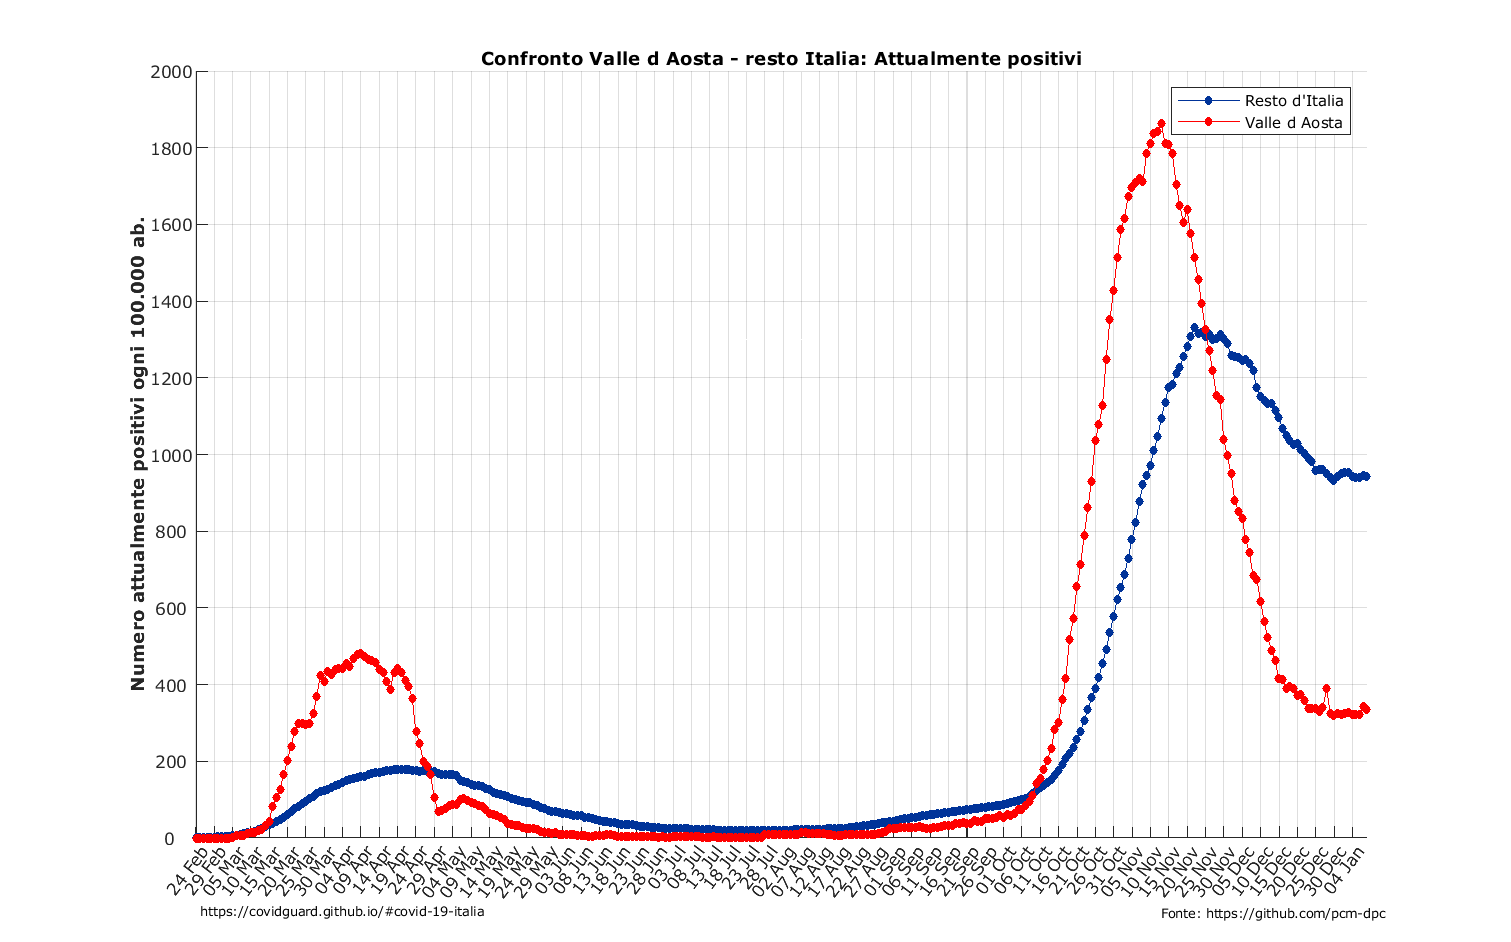 Confronto Valle d Aosta - resto Italia: Attualmente positivi
Numero attualmente positivi ogni 100.000 ab.
2000
1800
1600
1400
1200
1000
800
600
400
200
0
Resto d'Italia
Valle d Aosta
24 Feb
29 Feb
05 Mar
10 Mar
15 Mar
20 Mar
25 Mar
30 Mar
04 Apr
09 Apr
14 Apr
19 Apr
24 Apr
29 Apr
04 May
09 May
14 May
19 May
24 May
29 May
03 Jun
08 Jun
13 Jun
18 Jun
23 Jun
28 Jun
03 Jul
08 Jul
13 Jul
18 Jul
23 Jul
28 Jul
02 Aug
07 Aug
12 Aug
17 Aug
22 Aug
27 Aug
01 Sep
06 Sep
11 Sep
16 Sep
21 Sep
26 Sep
01 Oct
06 Oct
11 Oct
16 Oct
21 Oct
26 Oct
31 Oct
05 Nov
10 Nov
15 Nov
20 Nov
25 Nov
30 Nov
05 Dec
10 Dec
15 Dec
20 Dec
25 Dec
30 Dec
04 Jan
https://covidguard.github.io/#covid-19-italia
Fonte: https://github.com/pcm-dpc